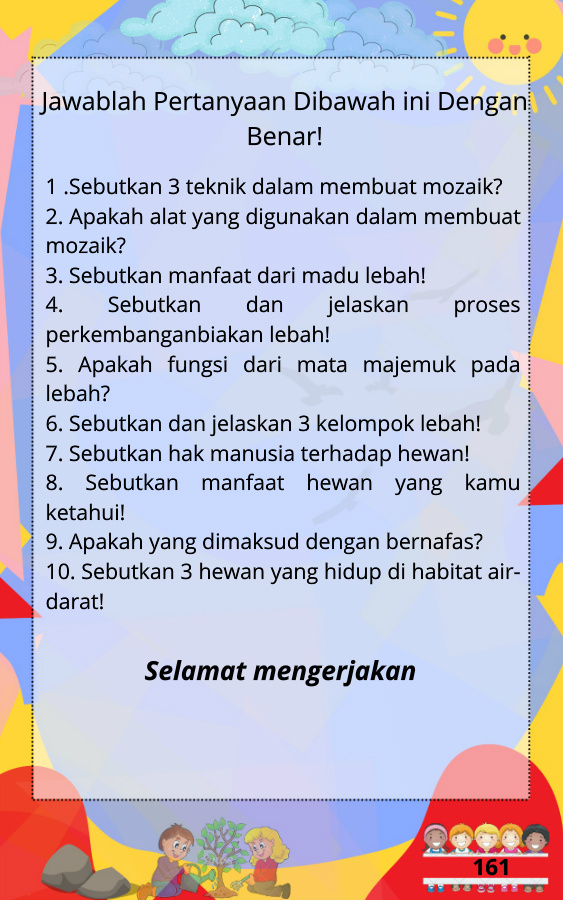 Jawablah Pertanyaan Dibawah ini Dengan
Benar!
1 .Sebutkan 3 teknik dalam membuat mozaik?
2. Apakah alat yang digunakan dalam membuat
mozaik?
3. Sebutkan manfaat dari madu lebah!
4. Sebutkan dan jelaskan proses
perkembanganbiakan lebah!
5. Apakah fungsi dari mata majemuk pada
lebah?
6. Sebutkan dan jelaskan 3 kelompok lebah!
7. Sebutkan hak manusia terhadap hewan!
8. Sebutkan manfaat hewan yang kamu
ketahui!
9. Apakah yang dimaksud dengan bernafas?
10. Sebutkan 3 hewan yang hidup di habitat air-
darat!
Selamat mengerjakan
161